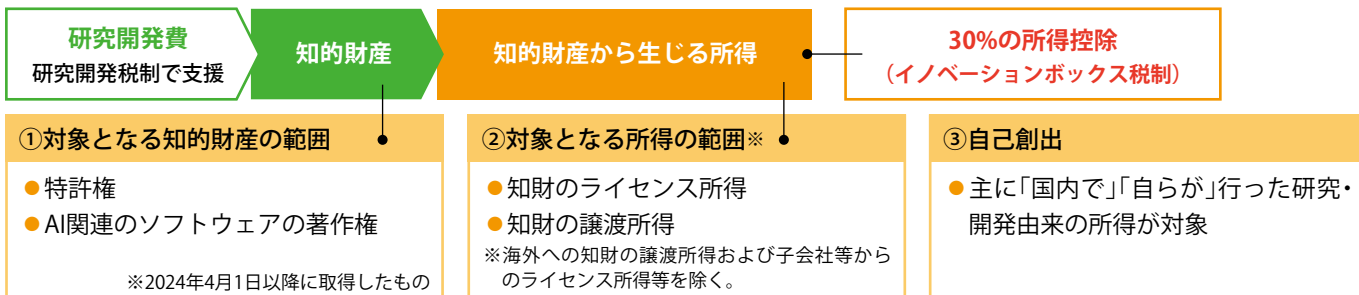 研究開発費
研究開発税制で支援
知的財産
知的財産から生じる所得
30%の所得控除
（イノベーションボックス税制）
①対象となる知的財産の範囲
●特許権
●AI関連のソフトウェアの著作権
※2024年4月1日以降に取得したもの
②対象となる所得の範囲※
●知財のライセンス所得
●知財の譲渡所得
※海外への知財の譲渡所得および子会社等から
のライセンス所得等を除く。
③自己創出
●主に「国内で」「自らが」行った研究・
開発由来の所得が対象